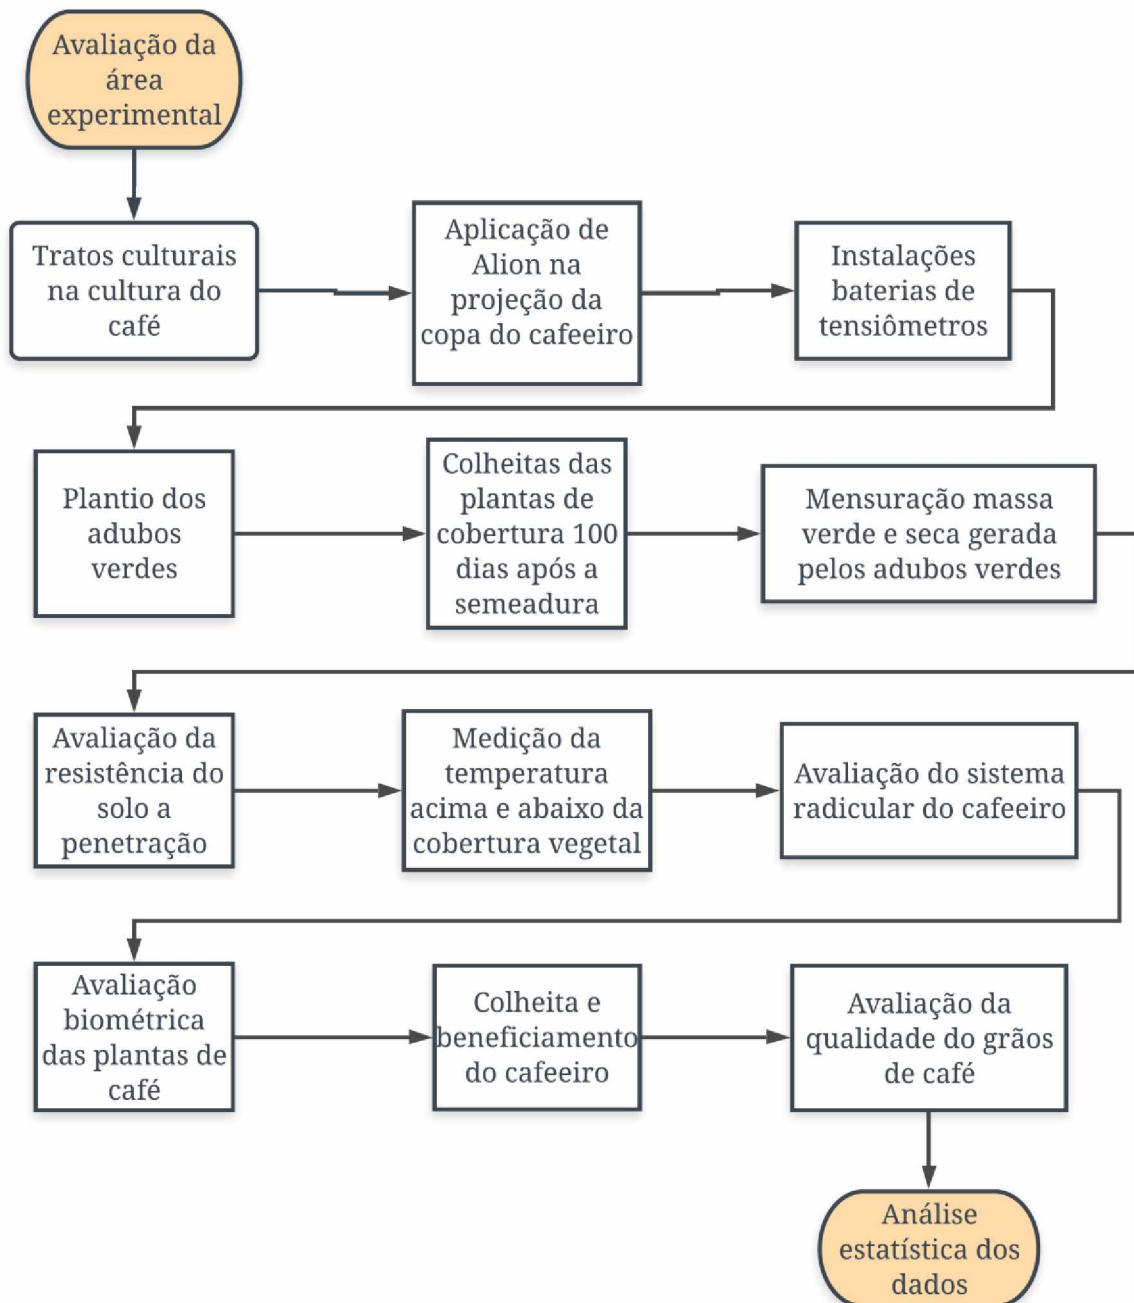 Avaliação da
área
experimental
Tratos culturais
na cultura do
café
Aplicação de
Alion na
projeção da
copa do cafeeiro
Instalações
baterias de
tensiômetros
Plantio dos
adubos
verdes
Colheitas das
plantas de
cobertura 100
dias após a
semeadura
Mensuração massa
verde e seca gerada
pelos adubos verdes
Avaliação da
resistência do
solo a
penetração
Medição da
temperatura
acima e abaixo da
cobertura vegetal
Avaliação do sistema
radicular do cafeeiro
Avaliação
biométrica
das plantas de
café
Colheita e
beneficiamento
do cafeeiro
Avaliação da
qualidade do grãos
de café
Análise
estatística dos
dados